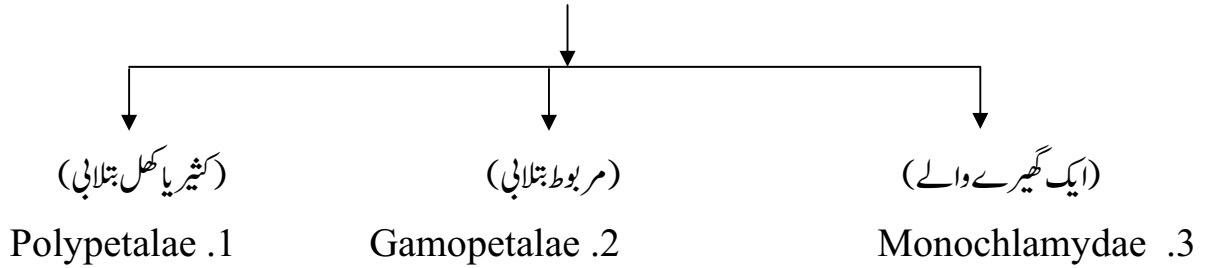 (کثیر یا کھل بتلابی) (مربوط بتلابی) (ایک گھیرے والے)
Polypetalae .1 Gamopetalae .2 Monochlamydae .3